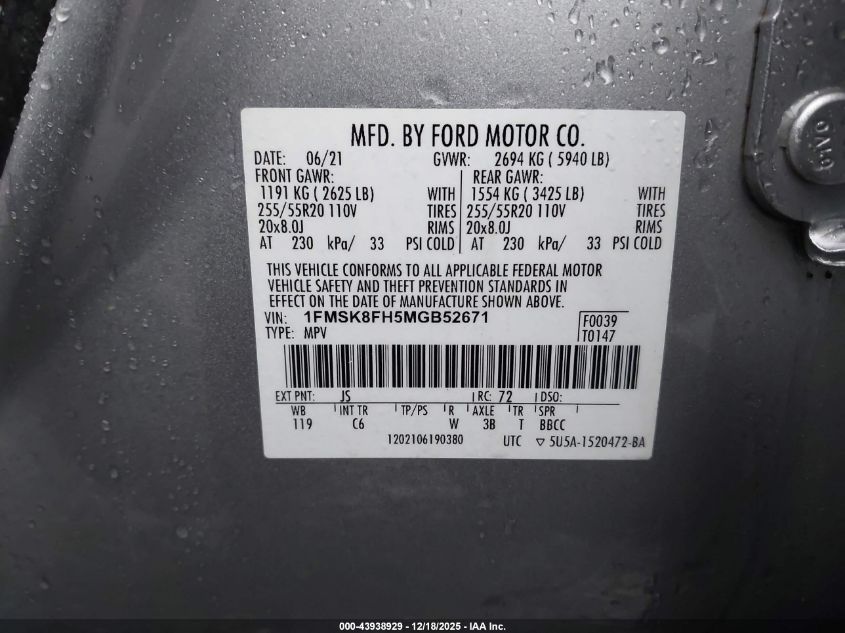 MFD. BY FORD MOTOR CO.
DATE: 06/21 GVWR: 2694 KG ( 5940 LB)
FRONT GAWR: REAR GAWR:
1191 KG ( 2625 LB) WITH 1554 KG ( 3425 LB) WITH
255/55R20 110V TIRES 255/55R20 110V TIRES
20x8.0J RIMS 20x8.0J RIMS
AT 230 kPa/ 33 PSI COLD AT 230 kPa/ 33 PSI COLD
THIS VEHICLE CONFORMS TO ALL APPLICABLE FEDERAL MOTOR
VEHICLE SAFETY AND THEFT PREVENTION STANDARDS IN
EFFECT ON THE DATE OF MANUFACTURE SHOWN ABOVE.
VIN: 1FMSK8FH5MGB52671 F0039
TYPE: MPV T0147
EXT PNT: JS RC: 72 DSO:
WB INT TR TP/PS R AXLE TR SPR
119 C6 W 3B T BBCC
1202106190380 UTC ▽ 5U5A-1520472-BA
000-43938929 - 12/18/2025 - IAA Inc.